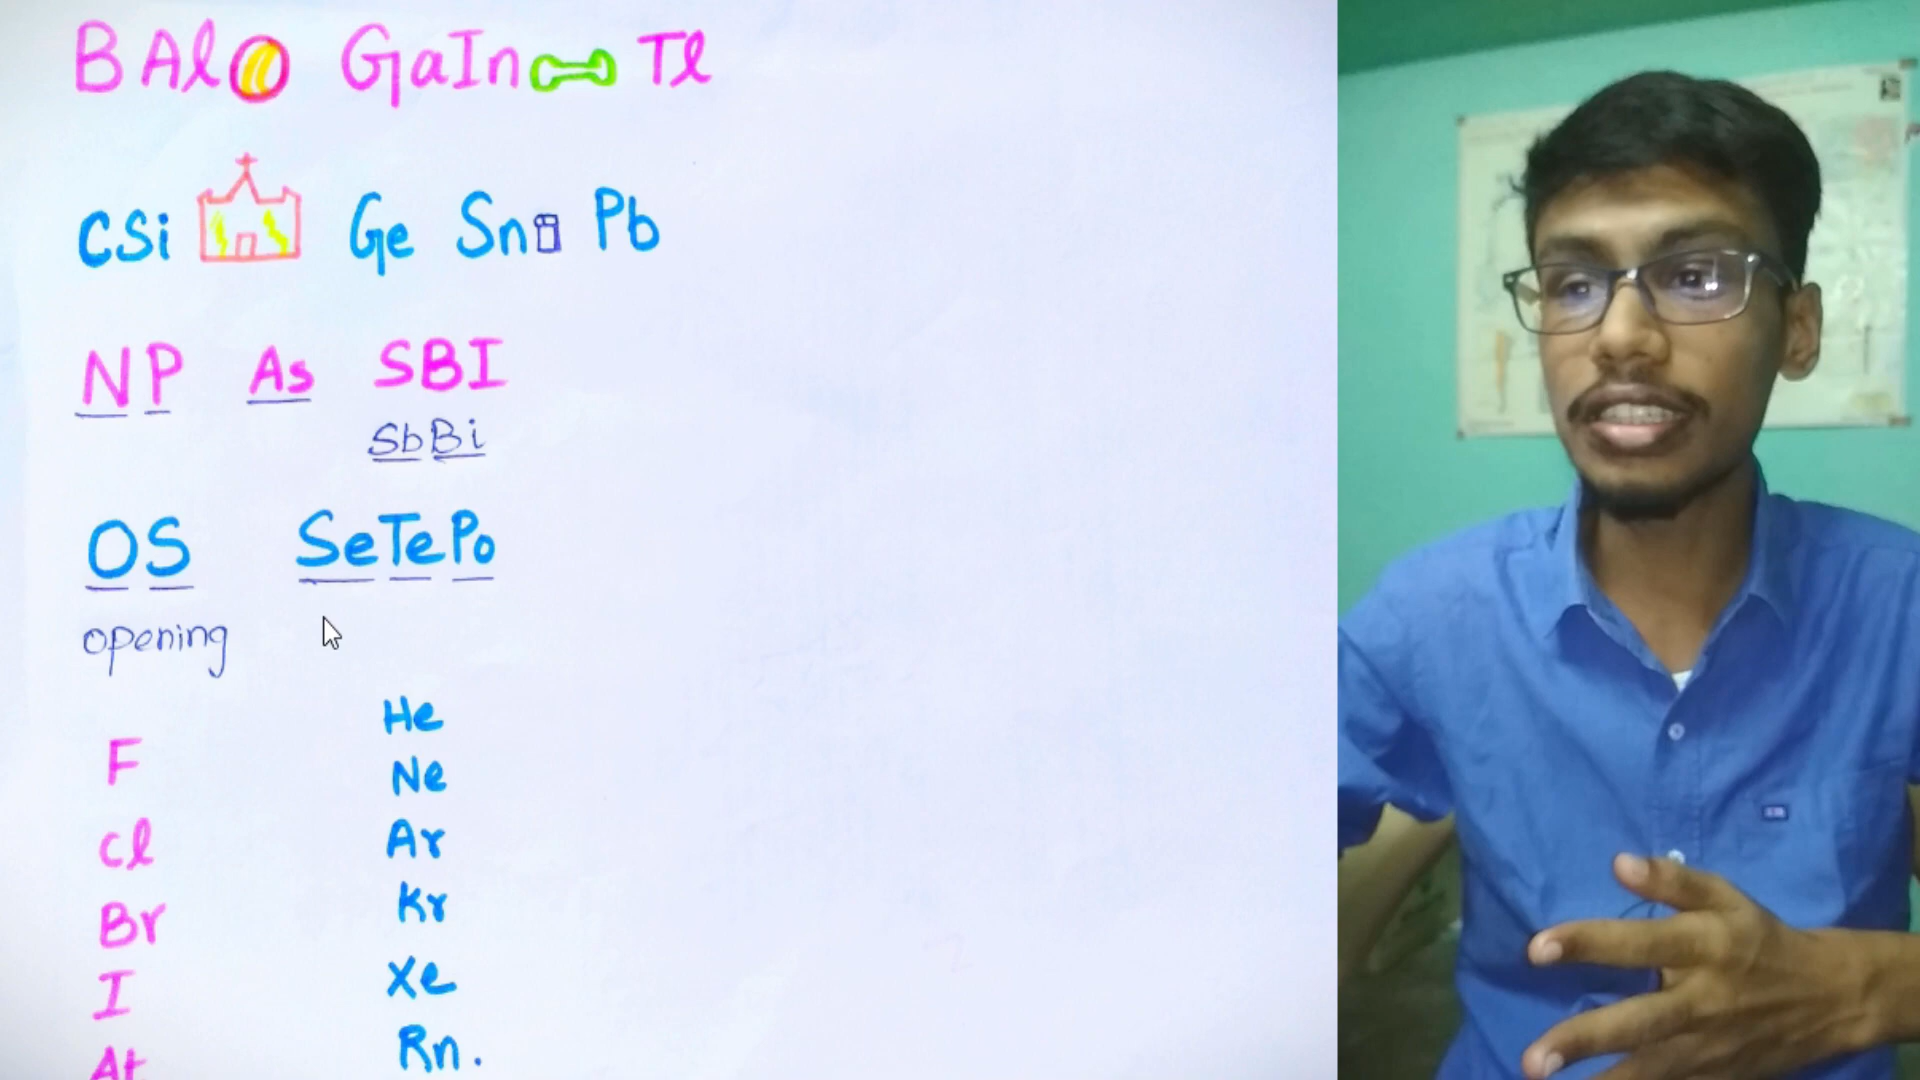 BAl GaIn Tl
CSi Ge Sn Pb
NP As SBI
SbBi
OS SeTePo
opening
He
F
Ne
Cl
Ar
Br
Kr
I
Xe
At
Rn.